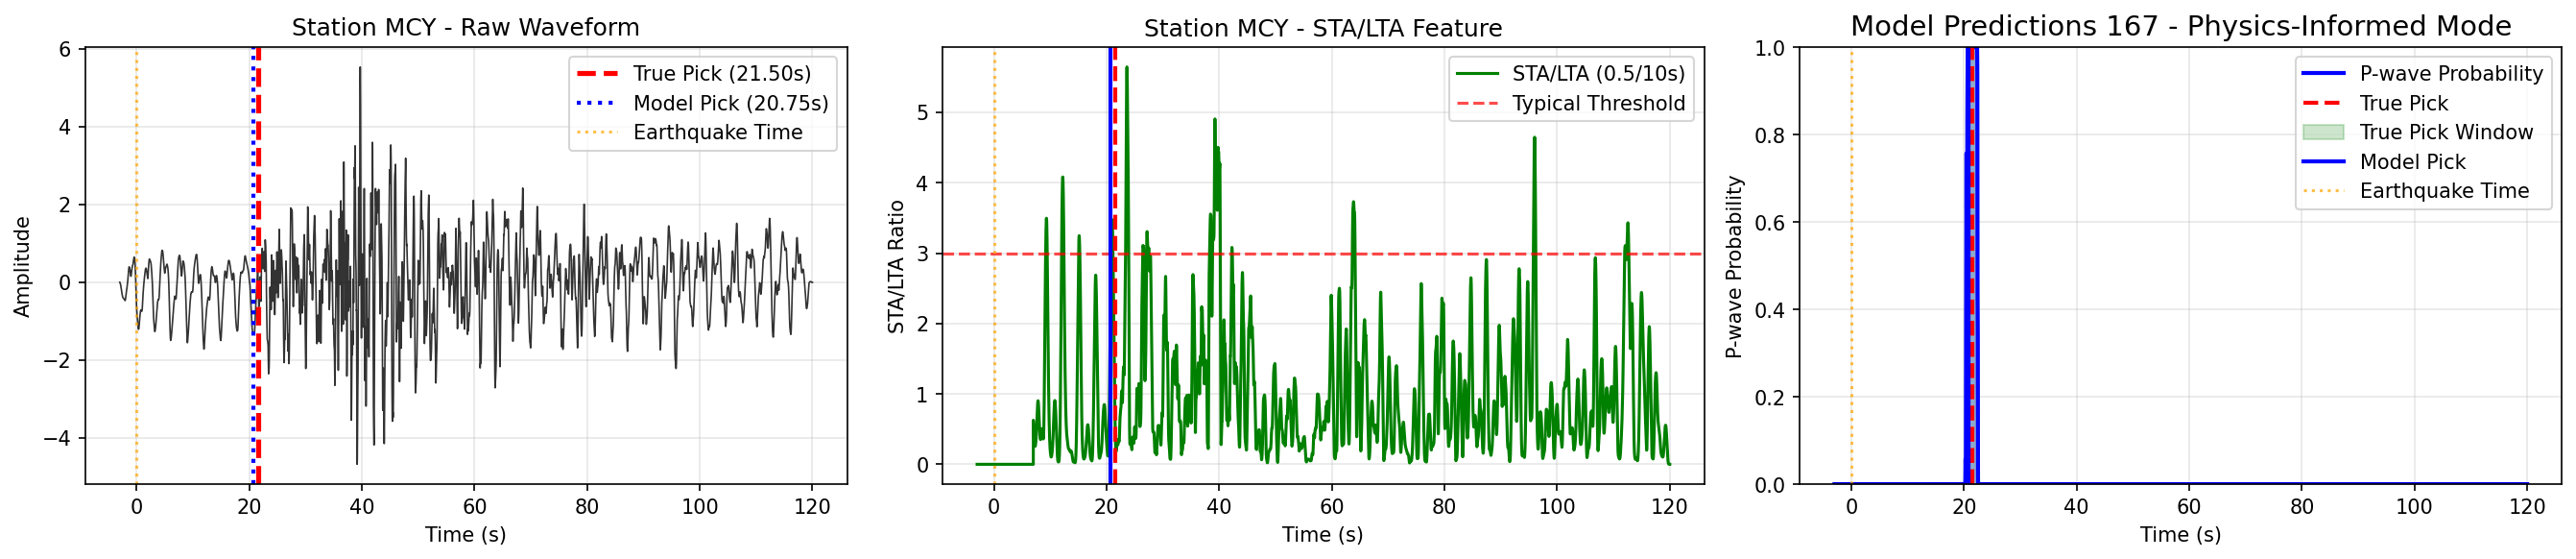 Station MCY - Raw Waveform
Amplitude
6
4
2
0
−2
−4
True Pick (21.50s)
Model Pick (20.75s)
Earthquake Time
0 20 40 60 80 100 120
Time (s)
Station MCY - STA/LTA Feature
STA/LTA Ratio
5
4
3
2
1
0
STA/LTA (0.5/10s)
Typical Threshold
0 20 40 60 80 100 120
Time (s)
Model Predictions 167 - Physics-Informed Mode
P-wave Probability
1.0
0.8
0.6
0.4
0.2
0.0
P-wave Probability
True Pick
True Pick Window
Model Pick
Earthquake Time
0 20 40 60 80 100 120
Time (s)